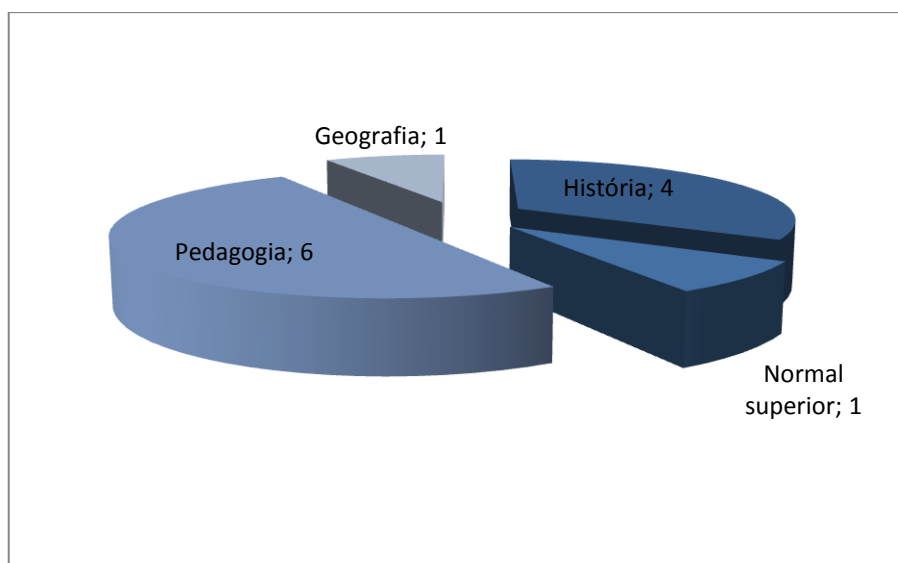 Geografia; 1
História; 4
Pedagogia; 6
Normal
superior; 1